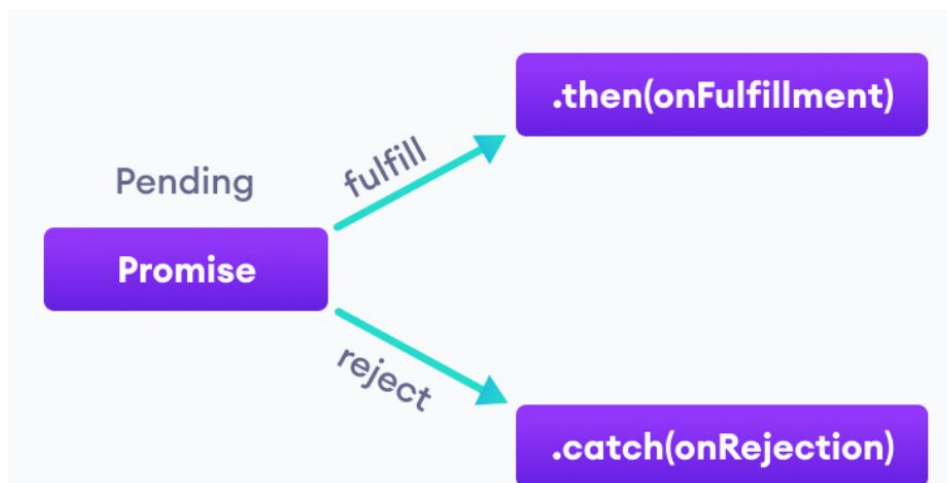 .then(onFulfillment)
fulfill
Pending
Promise
reject
.catch(onRejection)